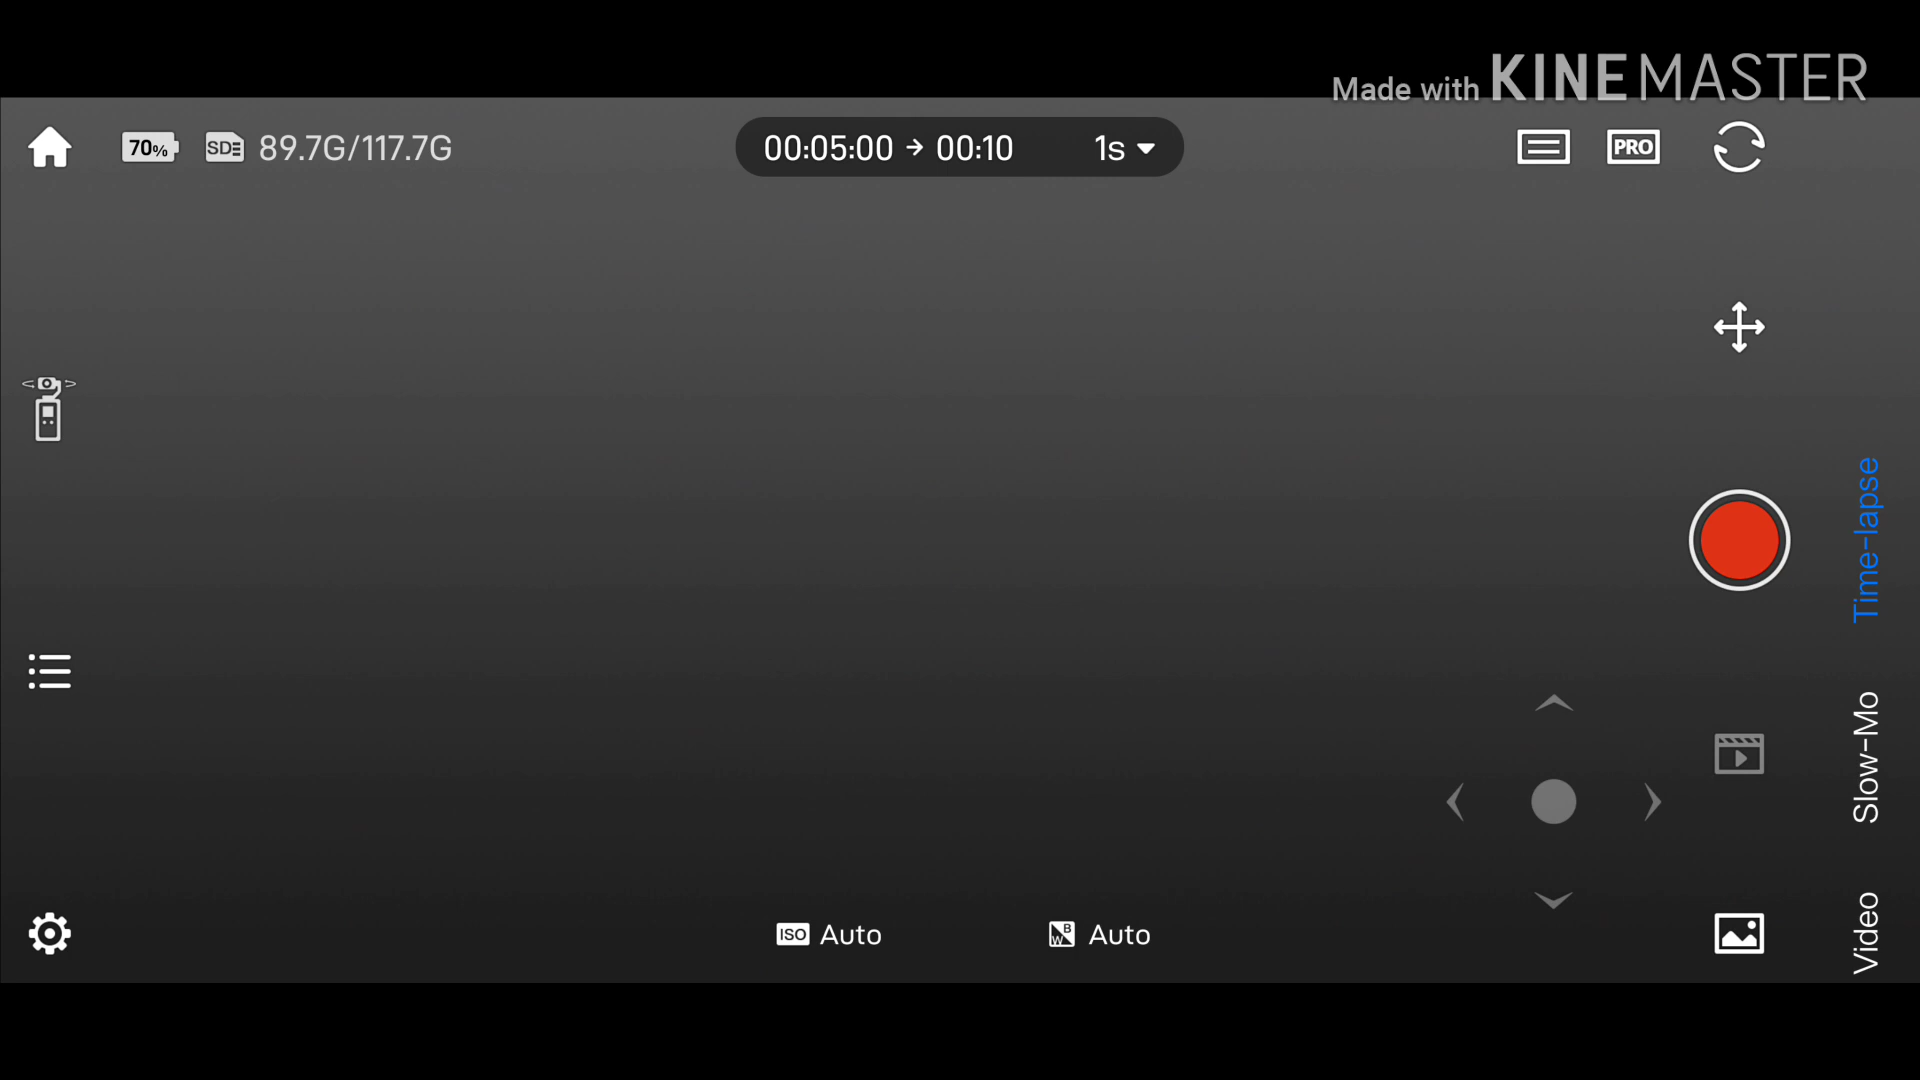 Made with KINEMASTER
70%
SD
89.7G/117.7G
00:05:00 → 00:10 1s
PRO
Time-lapse
Slow-Mo
Video
ISO Auto
WB Auto